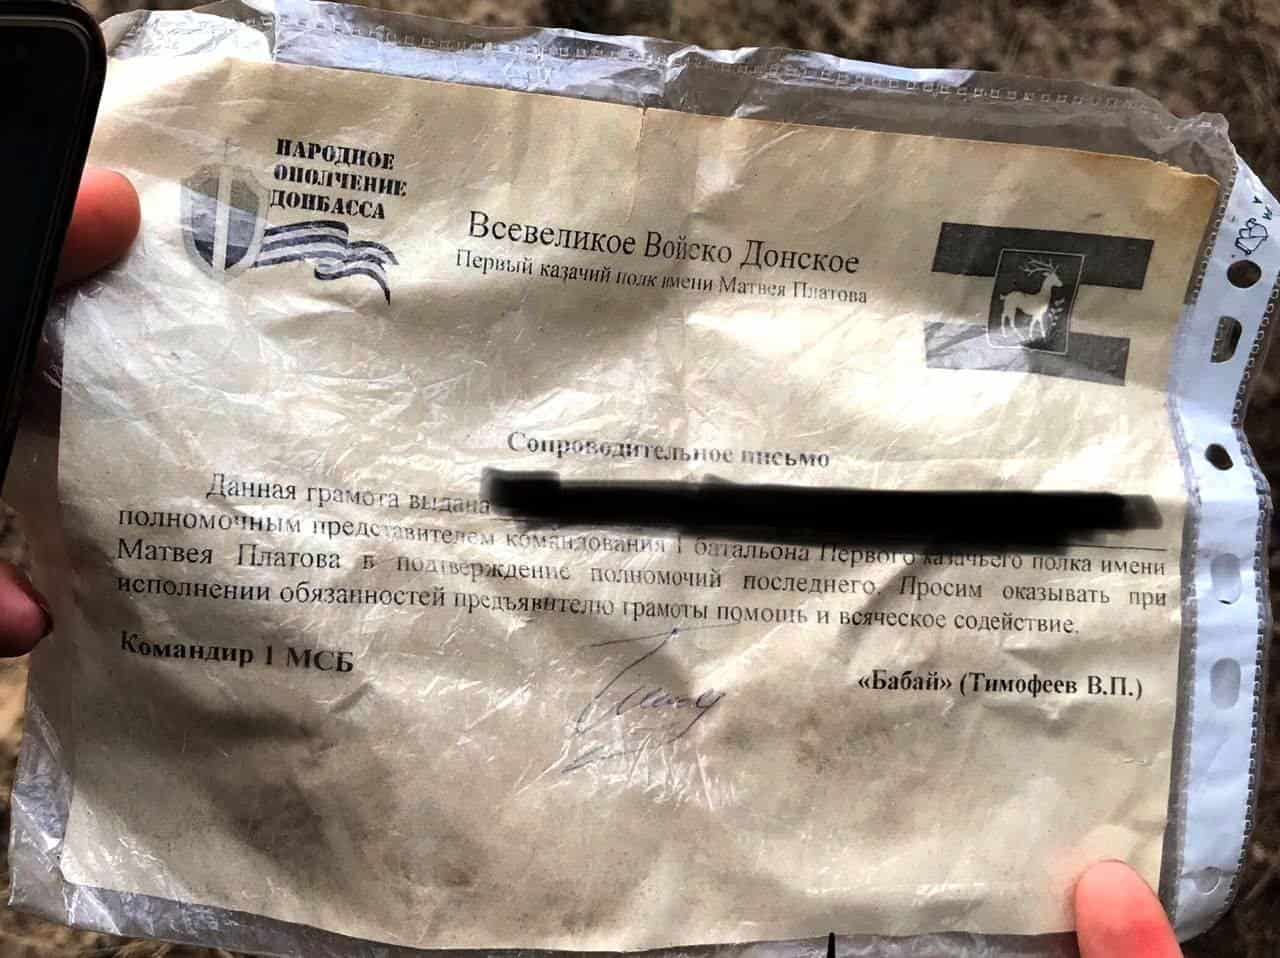 НАРОДНОЕ
ОПОЛЧЕНИЕ
ДОНБАССА
Всевеликое Войско Донское
Первый казачий полк имени Матвея Платова
Сопроводительное письмо
Данная грамота выдана
полномочным представителем командования 1 батальона Первого казачьего полка имени
Матвея Платова в подтверждение полномочий последнего. Просим оказывать при
исполнении обязанностей предъявителю грамоты помощь и всяческое содействие.
Командир 1 МСБ
«Бабай» (Тимофеев В.П.)